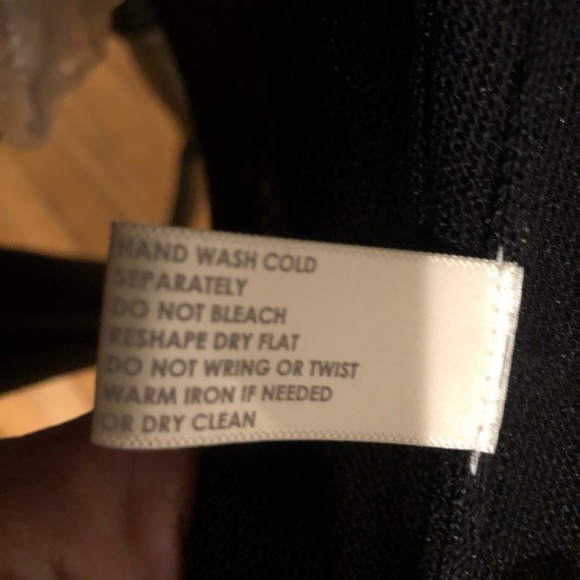 HAND WASH COLD
SEPARATELY
DO NOT BLEACH
RESHAPE DRY FLAT
DO NOT WRING OR TWIST
WARM IRON IF NEEDED
OR DRY CLEAN